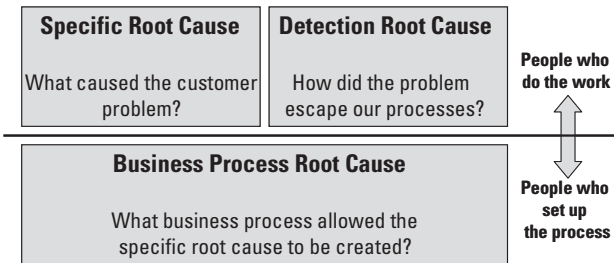 Specific Root Cause
What caused the customer
problem?
Detection Root Cause
How did the problem
escape our processes?
People who
do the work
Business Process Root Cause
What business process allowed the
specific root cause to be created?
People who
set up
the process